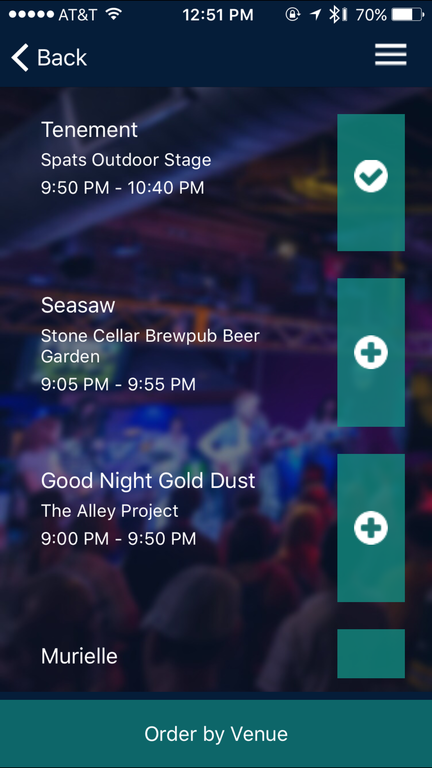 AT&T 12:51 PM 70%
Back
Tenement
Spats Outdoor Stage
9:50 PM - 10:40 PM
Seasaw
Stone Cellar Brewpub Beer
Garden
9:05 PM - 9:55 PM
Good Night Gold Dust
The Alley Project
9:00 PM - 9:50 PM
Murielle
Order by Venue